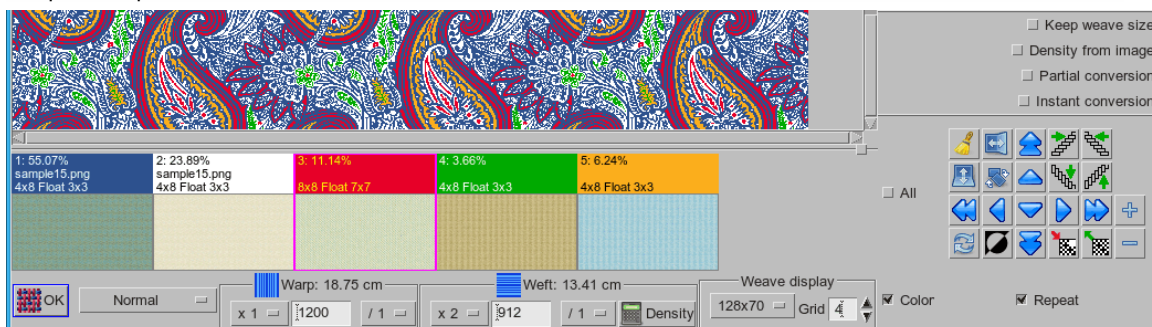 Keep weave size
Density from image
Partial conversion
Instant conversion
1: 55.07%
sample15.png
4x8 Float 3x3
2: 23.89%
sample15.png
4x8 Float 3x3
3: 11.14%
8x8 Float 7x7
4: 3.66%
4x8 Float 3x3
5: 6.24%
4x8 Float 3x3
All
OK
Normal
Warp: 18.75 cm
x 1
1200
/ 1
Weft: 13.41 cm
x 2
912
/ 1
Density
Weave display
128x70
Grid
4
Color
Repeat